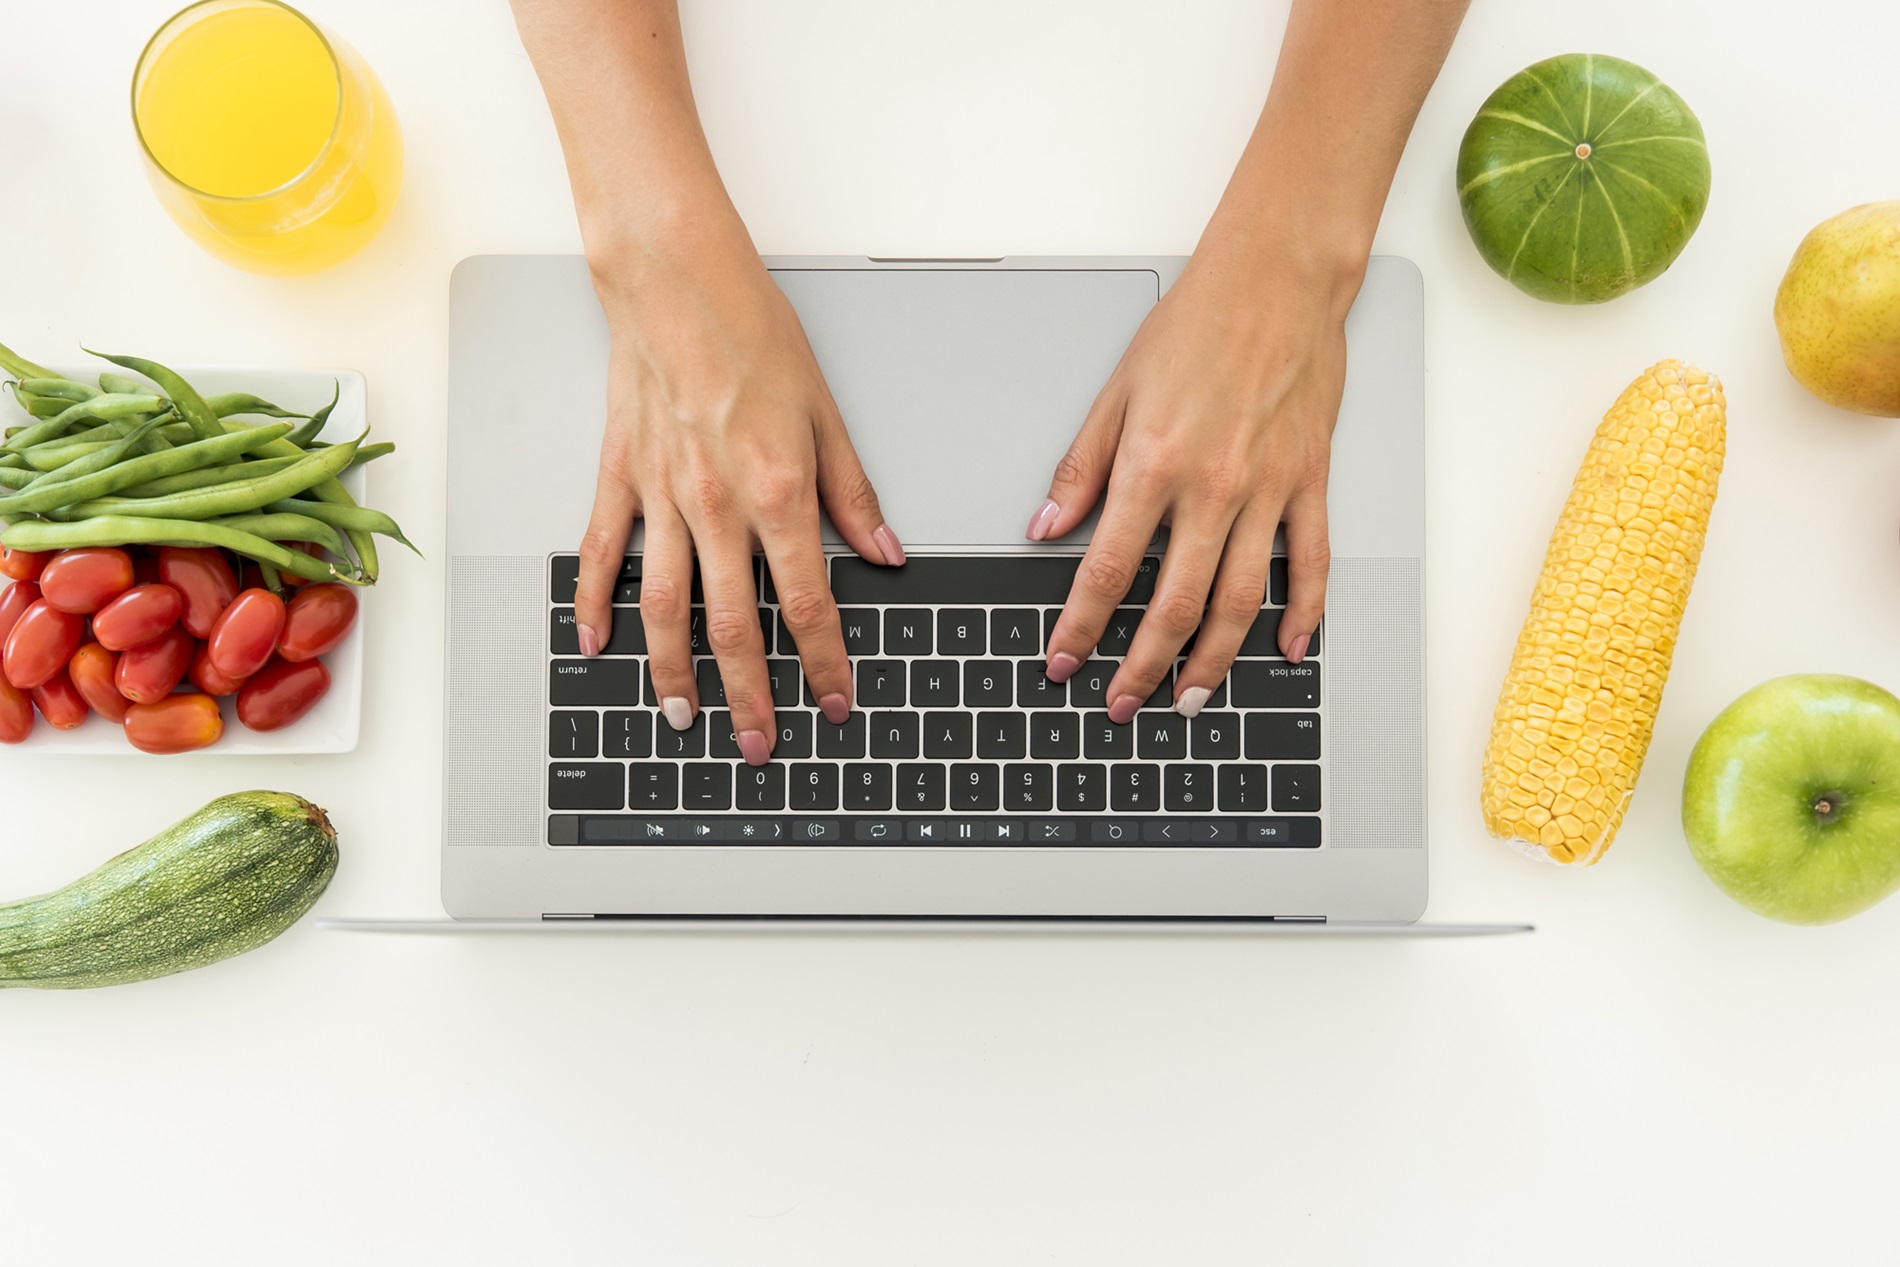 esc
~ ` ! 1 @ 2 # 3 $ 4 % 5 ^ 6 & 7 * 8 ( 9 ) 0 — - + = delete
tab Q W E R T Y U I O { [ } ] | \
caps lock D F G H J L : return
X V B N M ? / shift